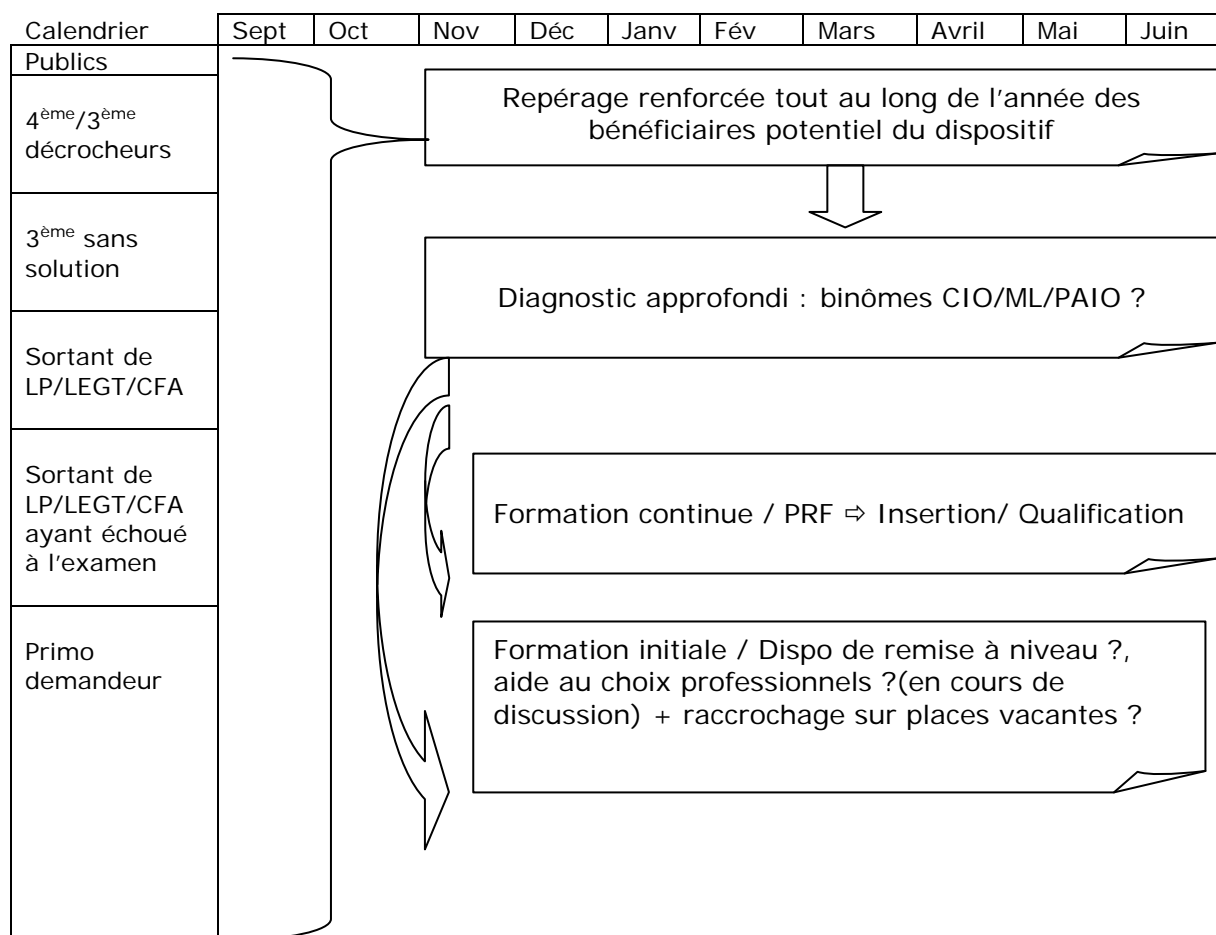 Calendrier Sept Oct Nov Déc Janv Fév Mars Avril Mai Juin
Publics
4ème/3ème
décrocheurs
3ème sans
solution
Sortant de
LP/LEGT/CFA
Sortant de
LP/LEGT/CFA
ayant échoué
à l'examen
Primo
demandeur
Repérage renforcée tout au long de l'année des
bénéficiaires potentiel du dispositif
Diagnostic approfondi : binômes CIO/ML/PAIO ?
Formation continue / PRF ⇨ Insertion/ Qualification
Formation initiale / Dispo de remise à niveau ?,
aide au choix professionnels ?(en cours de
discussion) + raccrochage sur places vacantes ?